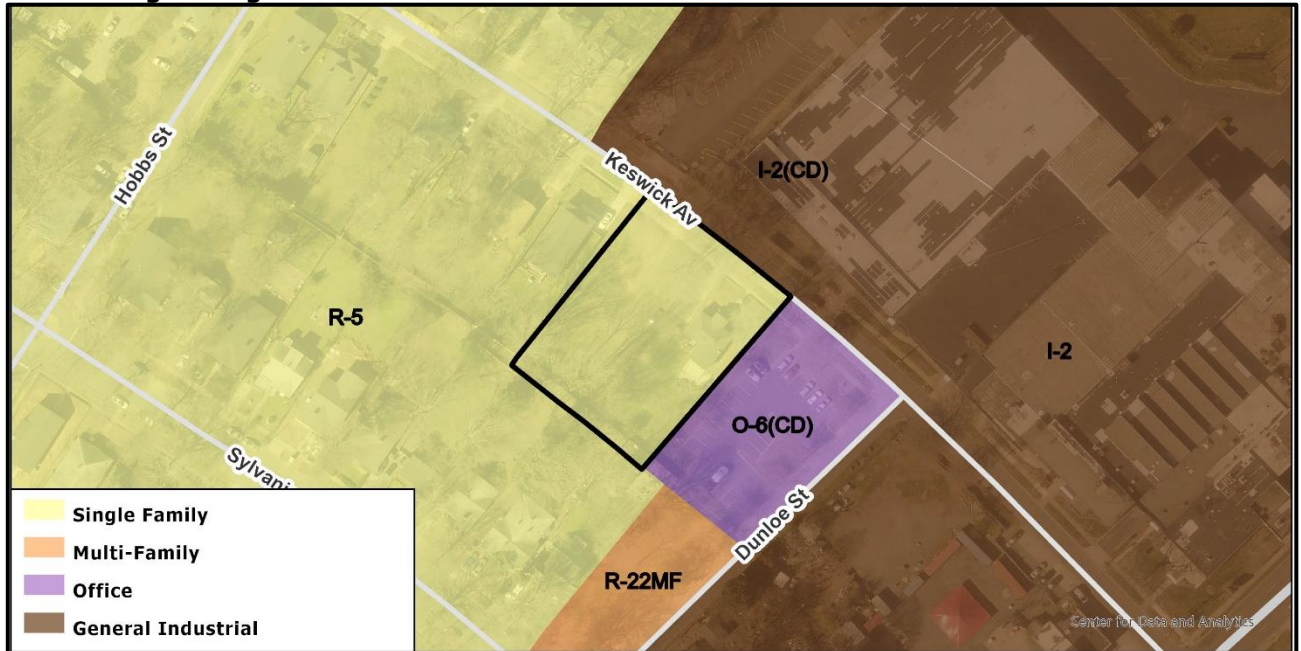 Hobbs St
Keswick Av
I-2(CD)
R-5
I-2
O-6(CD)
Sylvani
Dunloe St
R-22MF
Single Family
Multi-Family
Office
General Industrial
Center for Data and Analytics